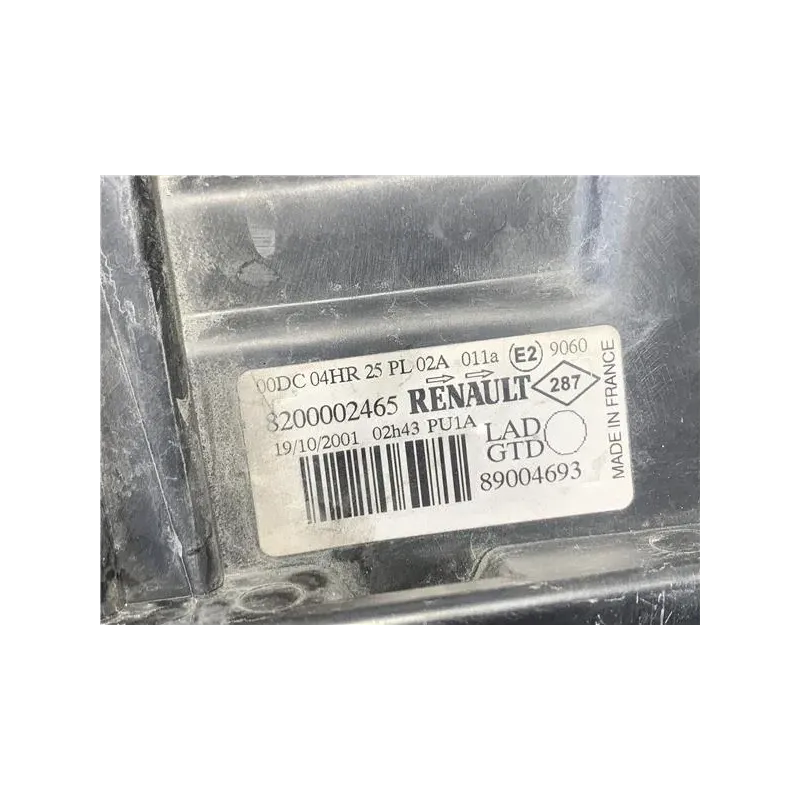 00DC 04HR 25 PL 02A 011a E2 9060
8200002465 RENAULT 287
19/10/2001 02h43 PU1A LAD
GTD
89004693
MADE IN FRANCE